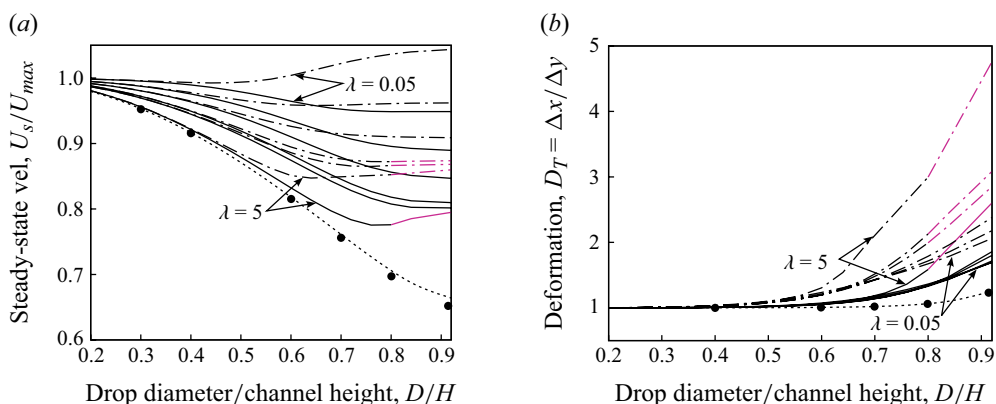 (a)
(b)
Steady-state vel, U_s/U_max
1.0
0.9
0.8
0.7
0.6
λ = 0.05
λ = 5
0.2 0.3 0.4 0.5 0.6 0.7 0.8 0.9
Drop diameter/channel height, D/H
Deformation, D_T = Δx/Δy
5
4
3
2
1
λ = 5
λ = 0.05
0.2 0.3 0.4 0.5 0.6 0.7 0.8 0.9
Drop diameter/channel height, D/H